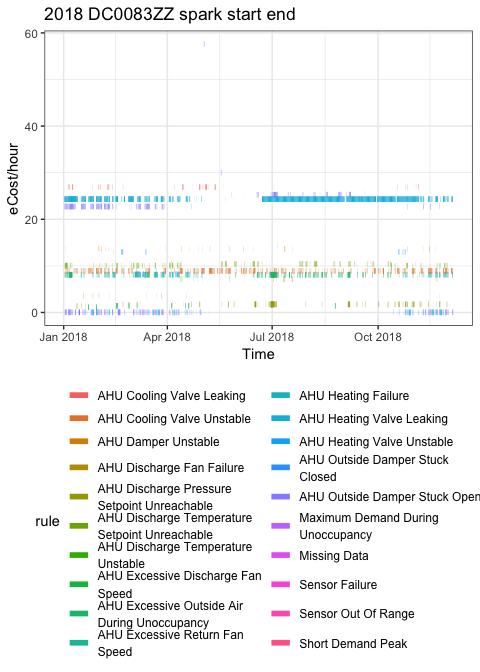 2018 DC0083ZZ spark start end
60
40
20
0
eCost/hour
Jan 2018
Apr 2018
Jul 2018
Oct 2018
Time
rule
AHU Cooling Valve Leaking
AHU Cooling Valve Unstable
AHU Damper Unstable
AHU Discharge Fan Failure
AHU Discharge Pressure
Setpoint Unreachable
AHU Discharge Temperature
Setpoint Unreachable
AHU Discharge Temperature
Unstable
AHU Excessive Discharge Fan
Speed
AHU Excessive Outside Air
During Unoccupancy
AHU Excessive Return Fan
Speed
AHU Heating Failure
AHU Heating Valve Leaking
AHU Heating Valve Unstable
AHU Outside Damper Stuck
Closed
AHU Outside Damper Stuck Open
Maximum Demand During
Unoccupancy
Missing Data
Sensor Failure
Sensor Out Of Range
Short Demand Peak